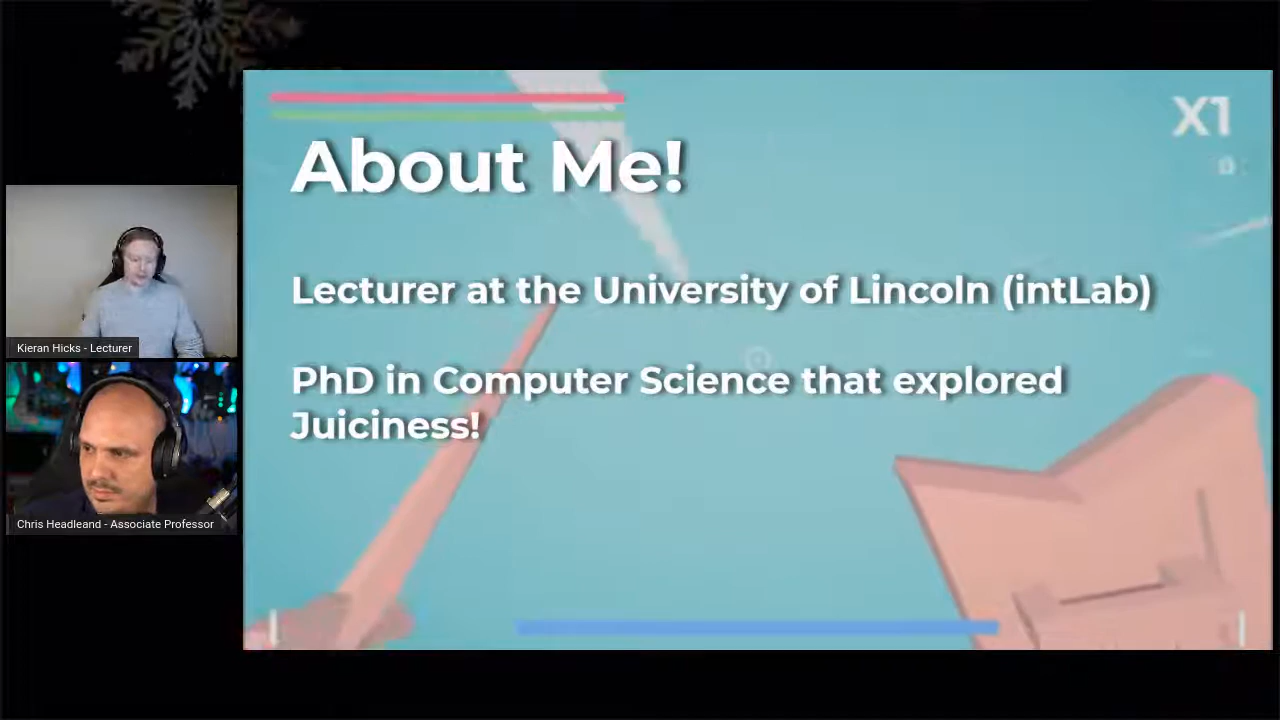 X1
About Me!
Lecturer at the University of Lincoln (intLab)
PhD in Computer Science that explored
Juiciness!
Kieran Hicks - Lecturer
Chris Headleand - Associate Professor